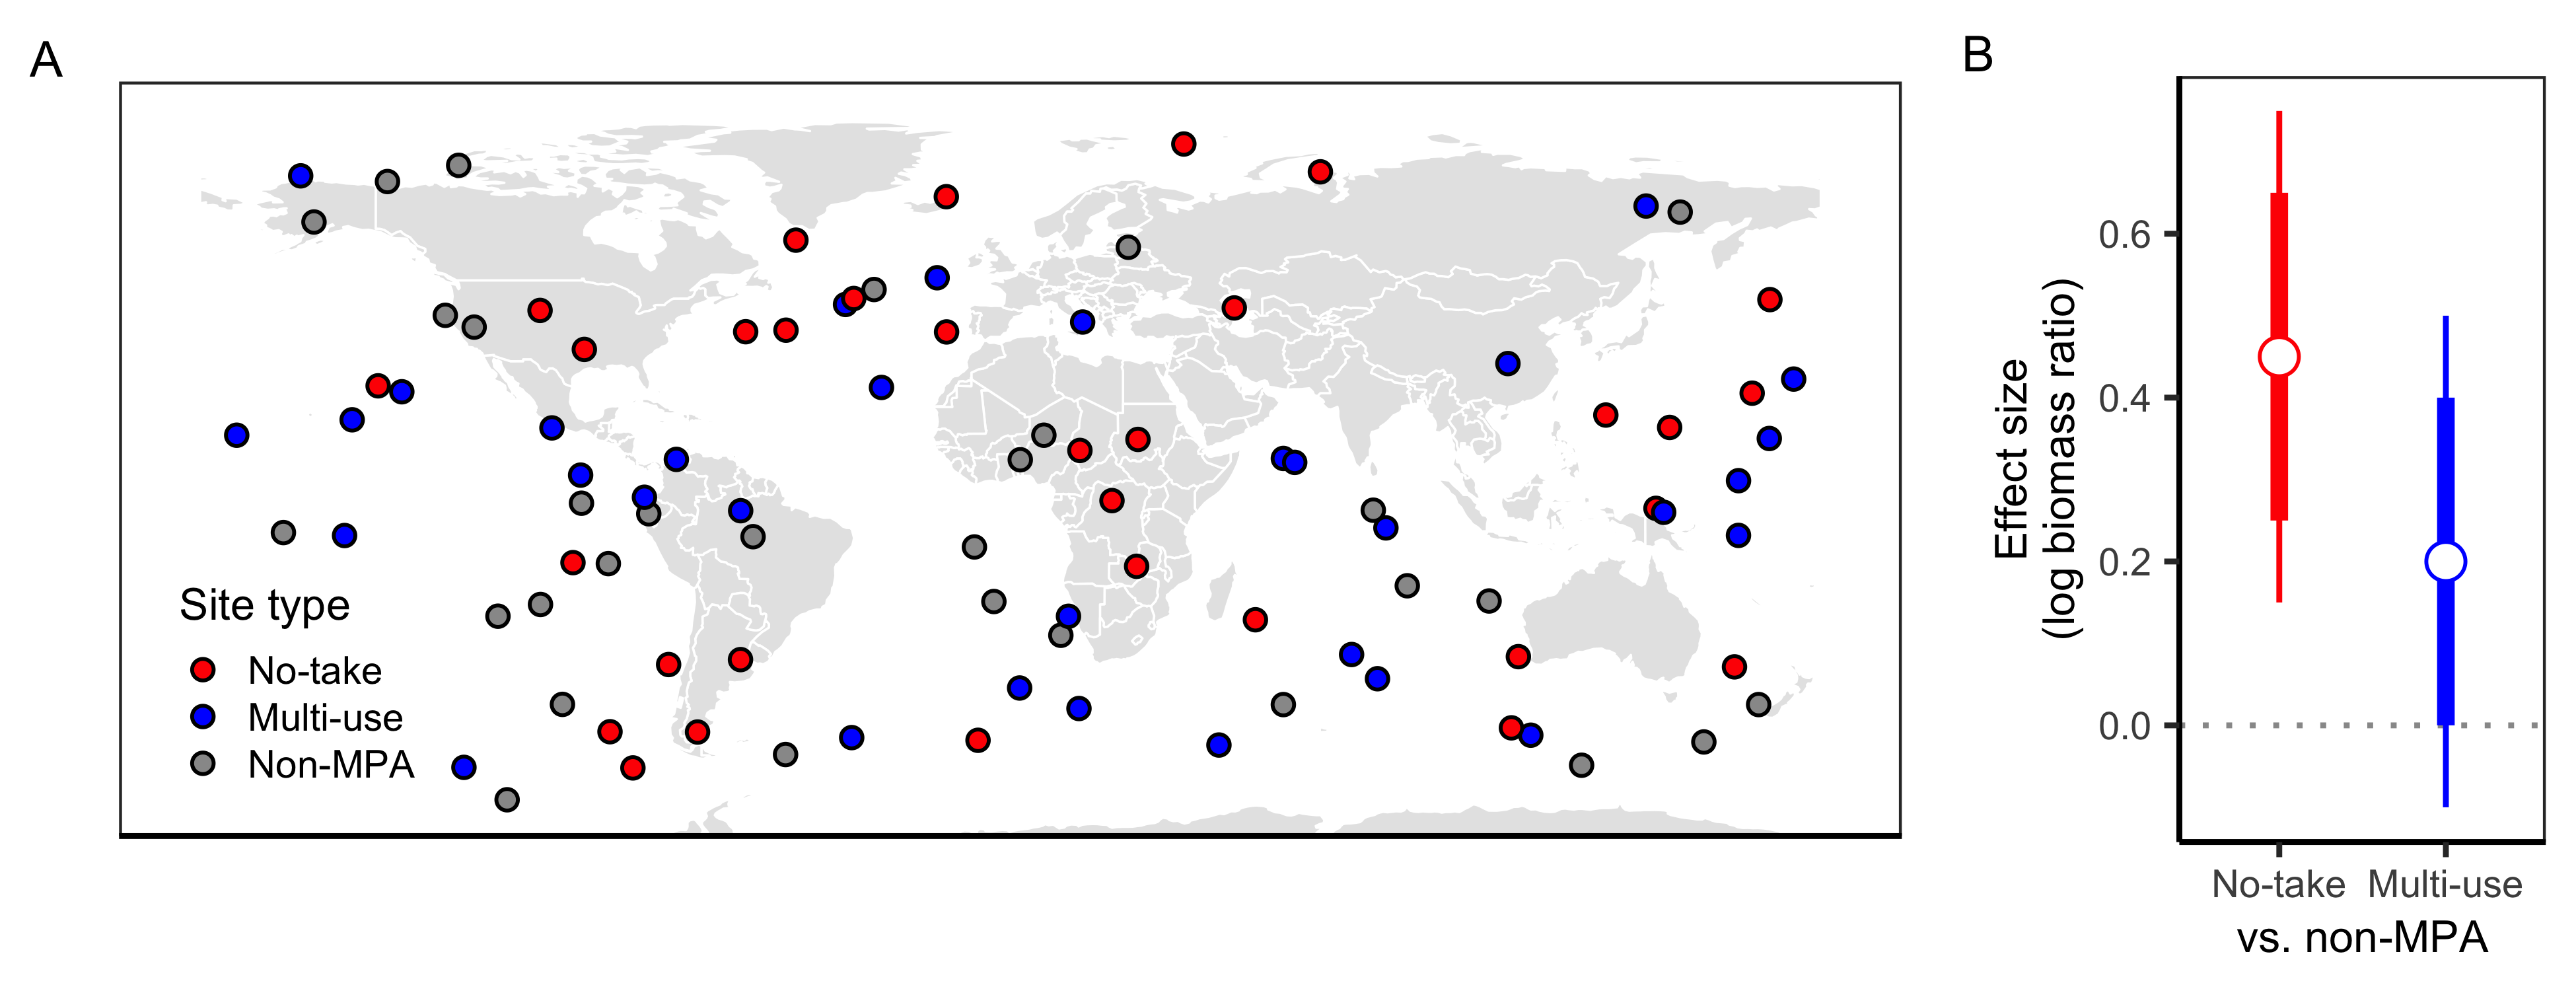 A
Site type
No-take
Multi-use
Non-MPA
B
Effect size
(log biomass ratio)
0.6
0.4
0.2
0.0
No-take Multi-use
vs. non-MPA